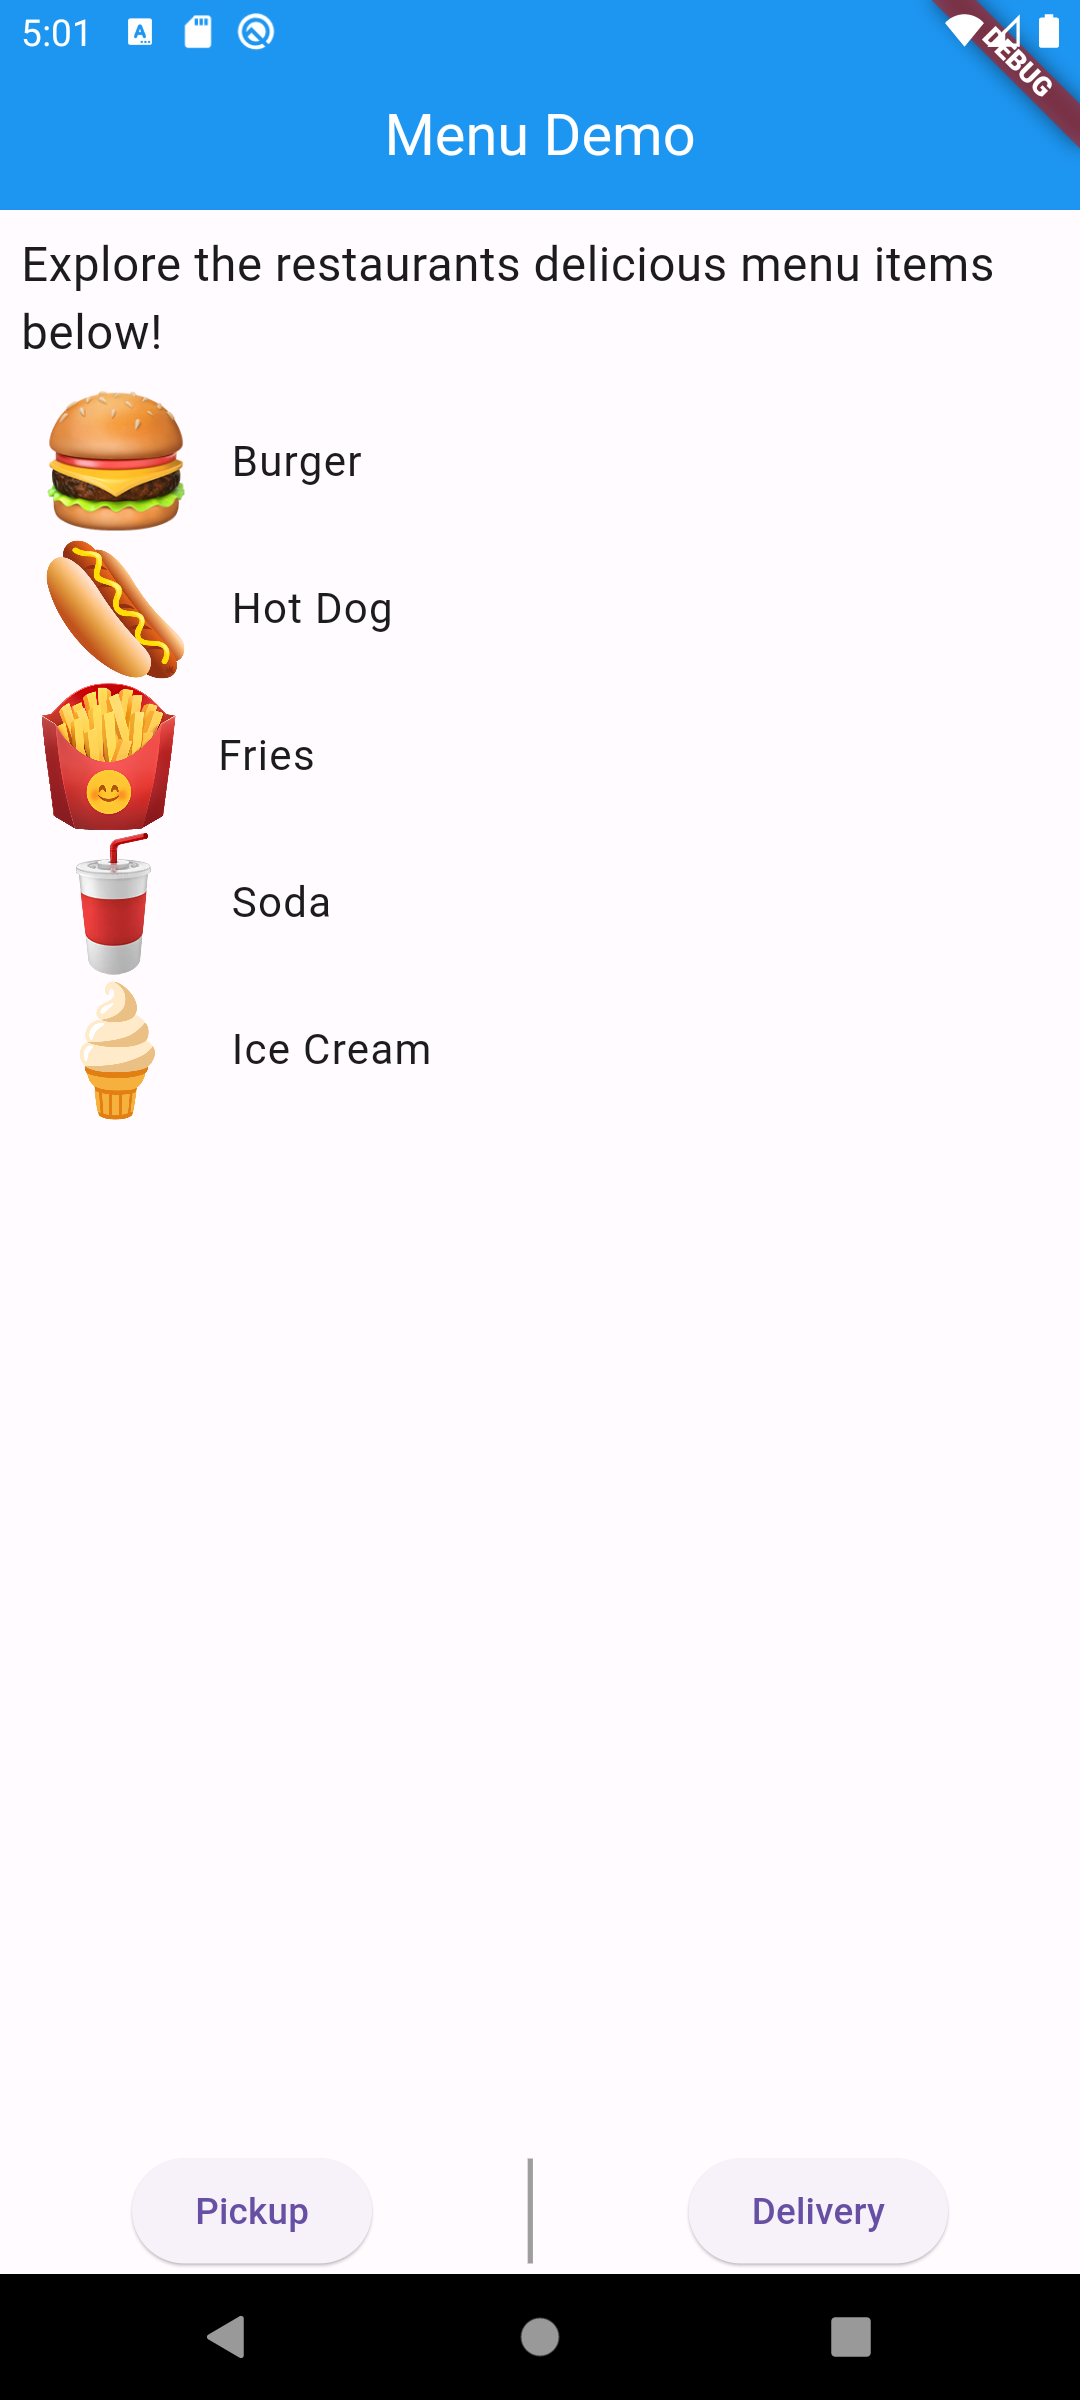 5:01
DEBUG
Menu Demo
Explore the restaurants delicious menu items
below!
Burger
Hot Dog
Fries
Soda
Ice Cream
Pickup
Delivery